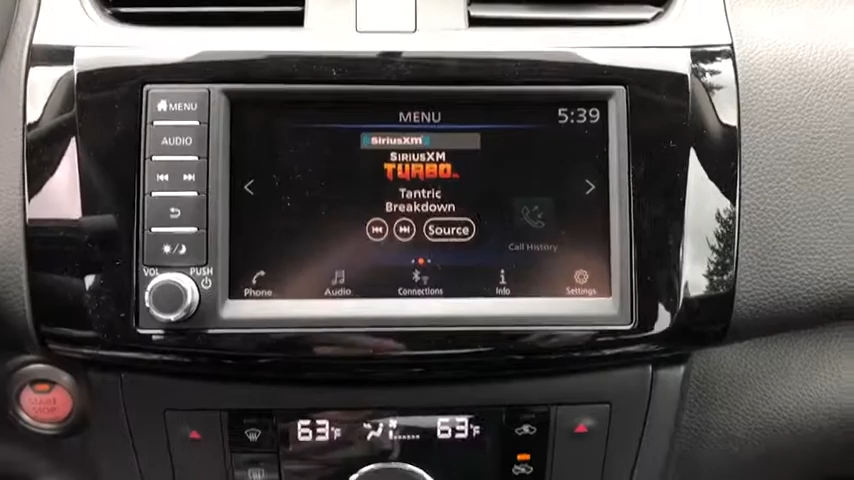 MENU
MENU
5:39
AUDIO
SiriusXM
SiriusXM
TURBO
Tantric
Breakdown
Source
Call History
VOL
PUSH
Phone
Audio
Connections
Info
Settings
START
STOP
63°F
63°F